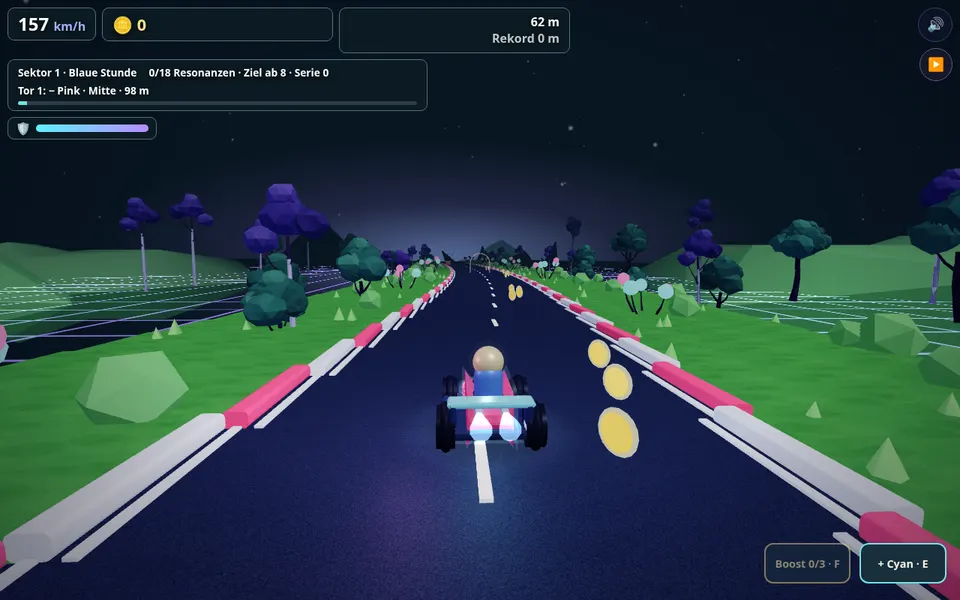 157 km/h
0
62 m
Rekord 0 m
Sektor 1 · Blaue Stunde 0/18 Resonanzen · Ziel ab 8 · Serie 0
Tor 1: − Pink · Mitte · 98 m
Boost 0/3 · F
+ Cyan · E